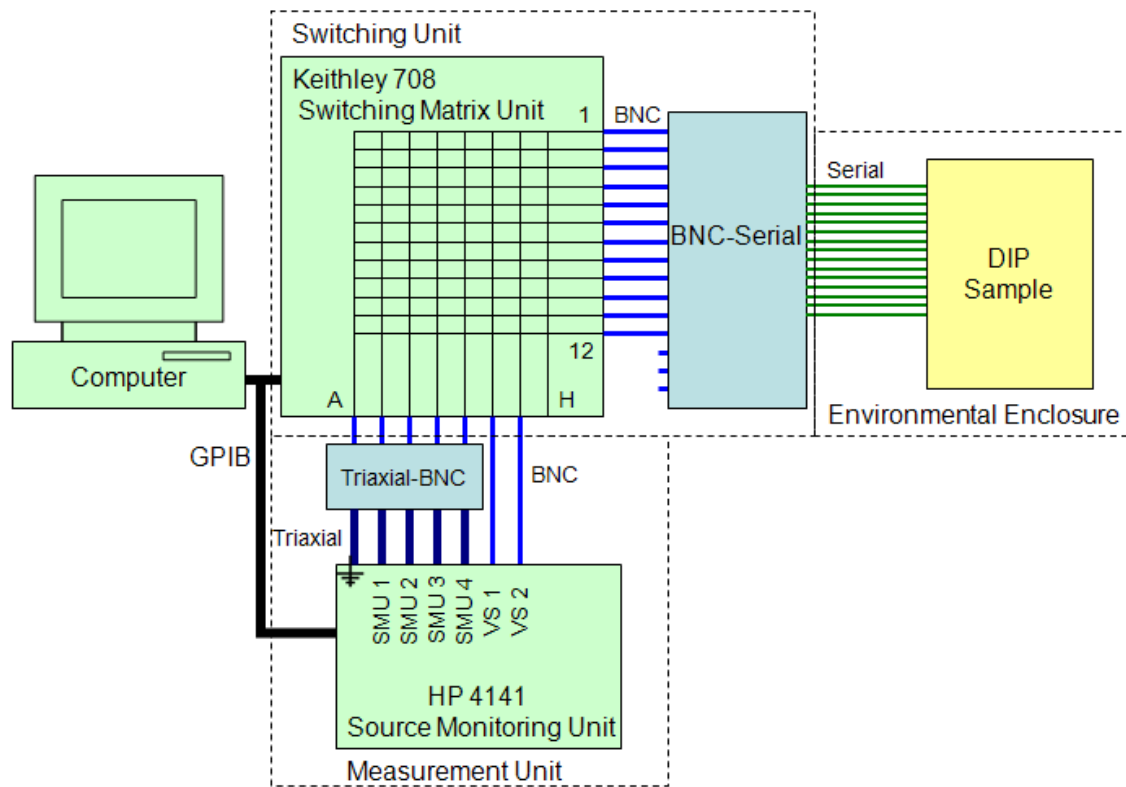 Switching Unit
Keithley 708
Switching Matrix Unit
1
BNC
Serial
BNC-Serial
DIP
Sample
12
Computer
A
H
Environmental Enclosure
GPIB
Triaxial-BNC
BNC
Triaxial
SMU 1
SMU 2
SMU 3
SMU 4
VS 1
VS 2
HP 4141
Source Monitoring Unit
Measurement Unit